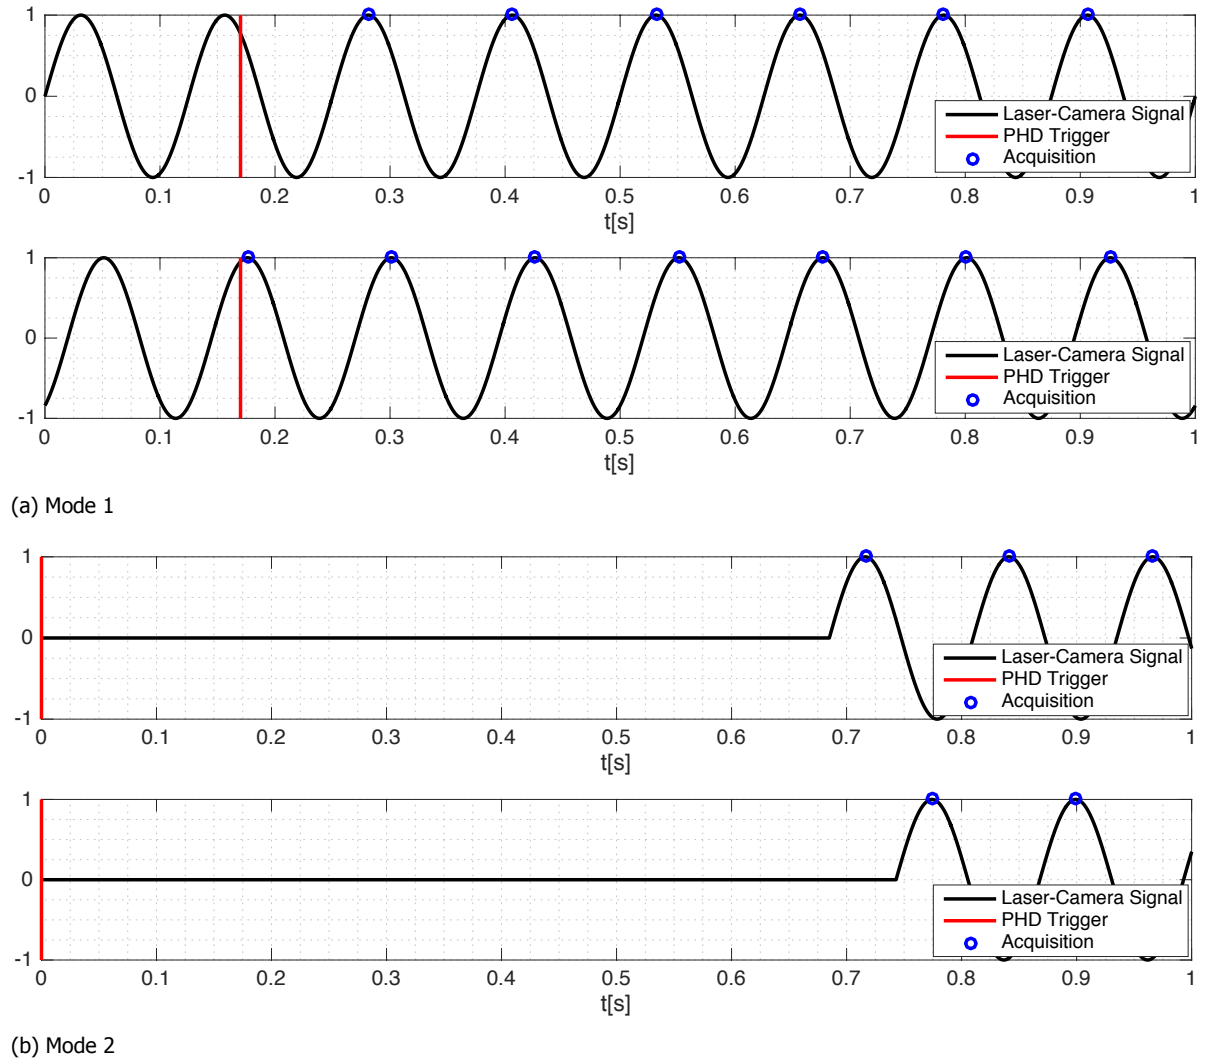 1
0
-1
0 0.1 0.2 0.3 0.4 0.5 0.6 0.7 0.8 0.9 1
t[s]
Laser-Camera Signal
PHD Trigger
Acquisition
1
0
-1
0 0.1 0.2 0.3 0.4 0.5 0.6 0.7 0.8 0.9 1
t[s]
Laser-Camera Signal
PHD Trigger
Acquisition
(a) Mode 1
1
0
-1
0 0.1 0.2 0.3 0.4 0.5 0.6 0.7 0.8 0.9 1
t[s]
Laser-Camera Signal
PHD Trigger
Acquisition
1
0
-1
0 0.1 0.2 0.3 0.4 0.5 0.6 0.7 0.8 0.9 1
t[s]
Laser-Camera Signal
PHD Trigger
Acquisition
(b) Mode 2